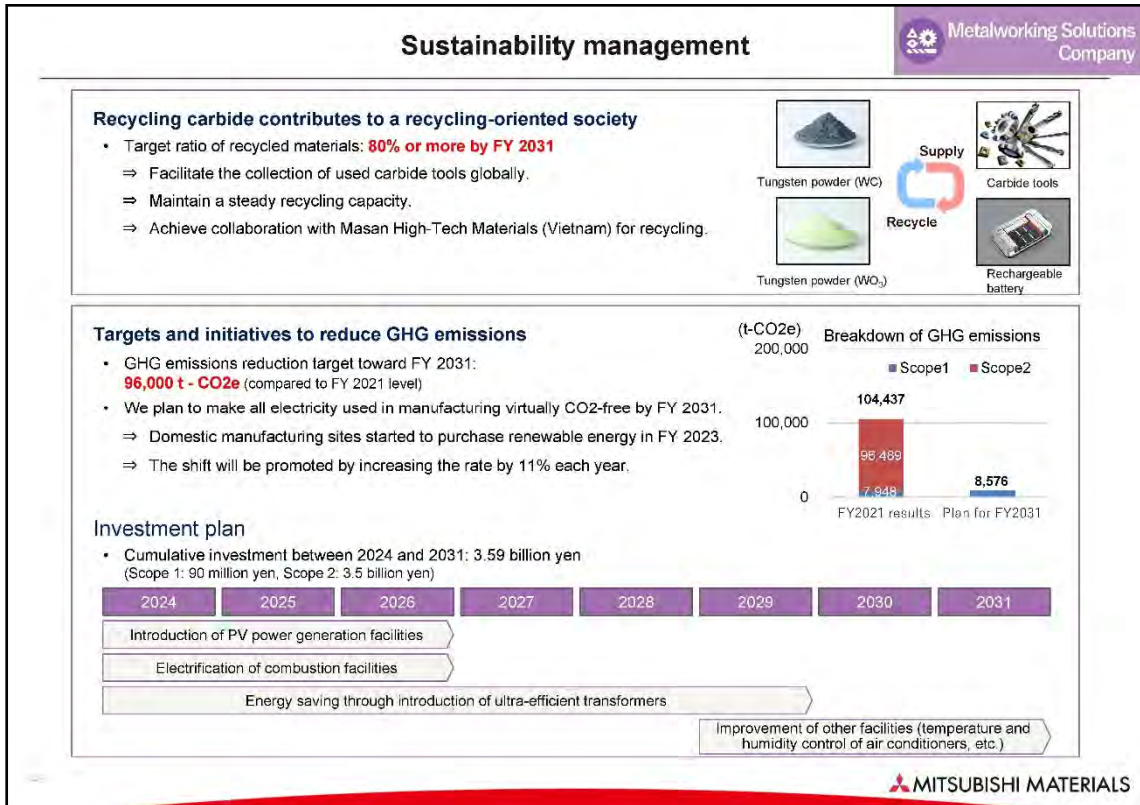 Sustainability management
Metalworking Solutions
Company
Recycling carbide contributes to a recycling-oriented society
• Target ratio of recycled materials: 80% or more by FY 2031
⇒ Facilitate the collection of used carbide tools globally.
⇒ Maintain a steady recycling capacity.
⇒ Achieve collaboration with Masan High-Tech Materials (Vietnam) for recycling.
Tungsten powder (WC)
Supply
Carbide tools
Recycle
Tungsten powder (WO₃)
Rechargeable
battery
Targets and initiatives to reduce GHG emissions
• GHG emissions reduction target toward FY 2031:
96,000 t - CO2e (compared to FY 2021 level)
• We plan to make all electricity used in manufacturing virtually CO2-free by FY 2031.
⇒ Domestic manufacturing sites started to purchase renewable energy in FY 2023.
⇒ The shift will be promoted by increasing the rate by 11% each year.
(t-CO2e)
Breakdown of GHG emissions
200,000
Scope1 Scope2
104,437
100,000
7,948
8,576
0
FY2021 results Plan for FY2031
Investment plan
• Cumulative investment between 2024 and 2031: 3.59 billion yen
(Scope 1: 90 million yen, Scope 2: 3.5 billion yen)
2024 2025 2026 2027 2028 2029 2030 2031
Introduction of PV power generation facilities
Electrification of combustion facilities
Energy saving through introduction of ultra-efficient transformers
Improvement of other facilities (temperature and
humidity control of air conditioners, etc.)
MITSUBISHI MATERIALS